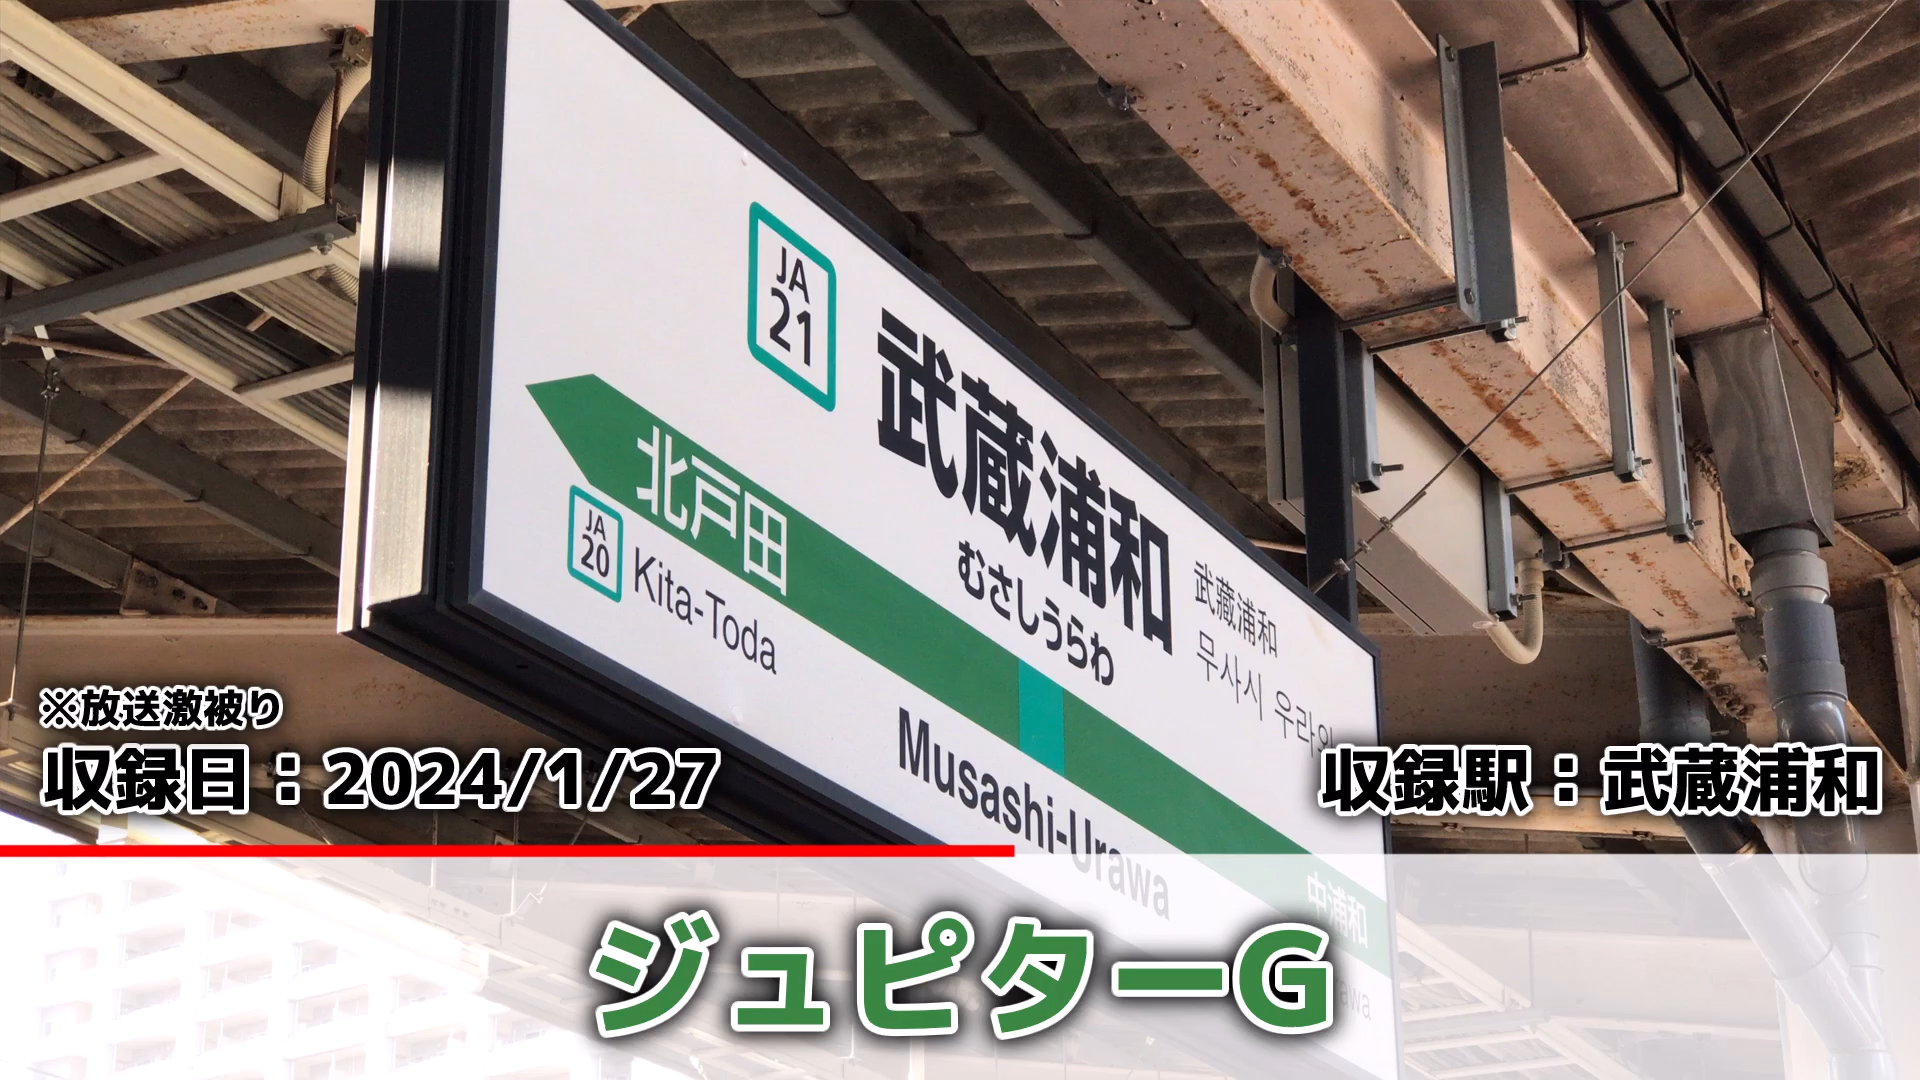 JA
21
武蔵浦和
むさしうらわ
武藏浦和
무사시 우라와
北戸田
JA
20
Kita-Toda
Musashi-Urawa
中浦和
※放送激被り
収録日：2024/1/27
収録駅：武蔵浦和
ジュピターG